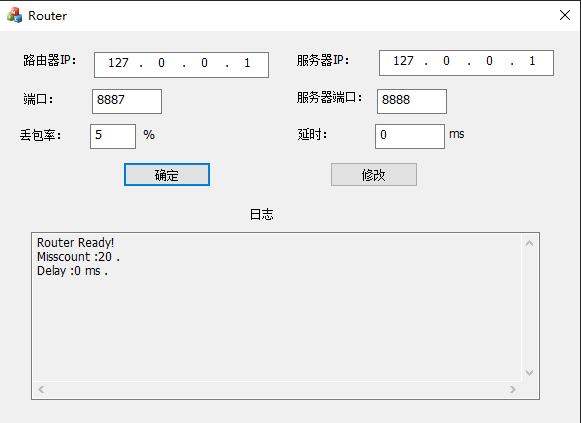 Router
路由器IP： 127 . 0 . 0 . 1 服务器IP： 127 . 0 . 0 . 1
端口： 8887 服务器端口： 8888
丢包率： 5 % 延时： 0 ms
确定 修改
日志
Router Ready!
Misscount :20 .
Delay :0 ms .